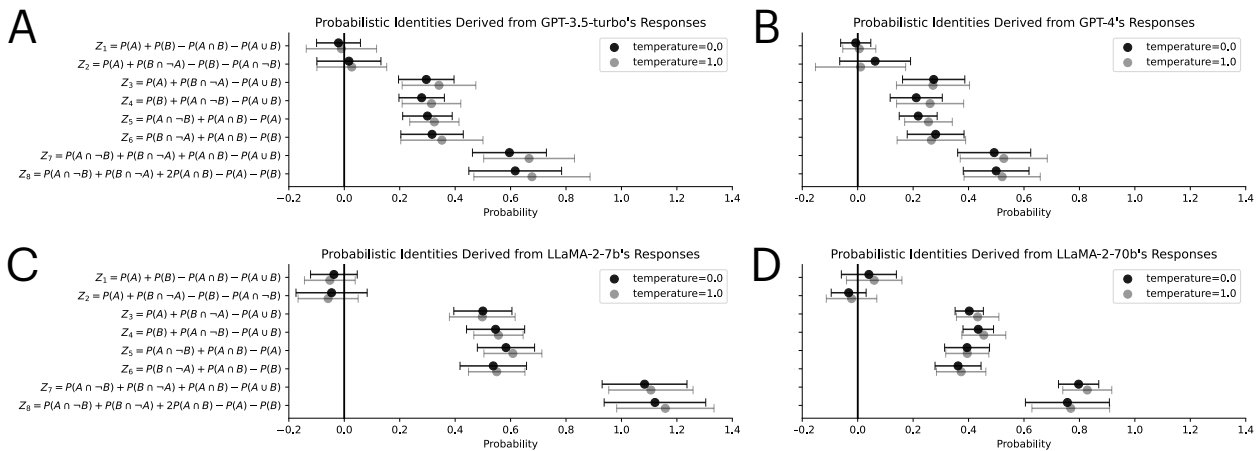 A
Probabilistic Identities Derived from GPT-3.5-turbo's Responses
Z₁ = P(A) + P(B) − P(A ∩ B) − P(A ∪ B)
Z₂ = P(A) + P(B ∩ ¬A) − P(B) − P(A ∩ ¬B)
Z₃ = P(A) + P(B ∩ ¬A) − P(A ∪ B)
Z₄ = P(B) + P(A ∩ ¬B) − P(A ∪ B)
Z₅ = P(A ∩ ¬B) + P(A ∩ B) − P(A)
Z₆ = P(B ∩ ¬A) + P(A ∩ B) − P(B)
Z₇ = P(A ∩ ¬B) + P(B ∩ ¬A) + P(A ∩ B) − P(A ∪ B)
Z₈ = P(A ∩ ¬B) + P(B ∩ ¬A) + 2P(A ∩ B) − P(A) − P(B)
temperature=0.0
temperature=1.0
−0.2 0.0 0.2 0.4 0.6 0.8 1.0 1.2 1.4
Probability
B
Probabilistic Identities Derived from GPT-4's Responses
temperature=0.0
temperature=1.0
−0.2 0.0 0.2 0.4 0.6 0.8 1.0 1.2 1.4
Probability
C
Probabilistic Identities Derived from LLaMA-2-7b's Responses
Z₁ = P(A) + P(B) − P(A ∩ B) − P(A ∪ B)
Z₂ = P(A) + P(B ∩ ¬A) − P(B) − P(A ∩ ¬B)
Z₃ = P(A) + P(B ∩ ¬A) − P(A ∪ B)
Z₄ = P(B) + P(A ∩ ¬B) − P(A ∪ B)
Z₅ = P(A ∩ ¬B) + P(A ∩ B) − P(A)
Z₆ = P(B ∩ ¬A) + P(A ∩ B) − P(B)
Z₇ = P(A ∩ ¬B) + P(B ∩ ¬A) + P(A ∩ B) − P(A ∪ B)
Z₈ = P(A ∩ ¬B) + P(B ∩ ¬A) + 2P(A ∩ B) − P(A) − P(B)
temperature=0.0
temperature=1.0
−0.2 0.0 0.2 0.4 0.6 0.8 1.0 1.2 1.4
Probability
D
Probabilistic Identities Derived from LLaMA-2-70b's Responses
temperature=0.0
temperature=1.0
−0.2 0.0 0.2 0.4 0.6 0.8 1.0 1.2 1.4
Probability